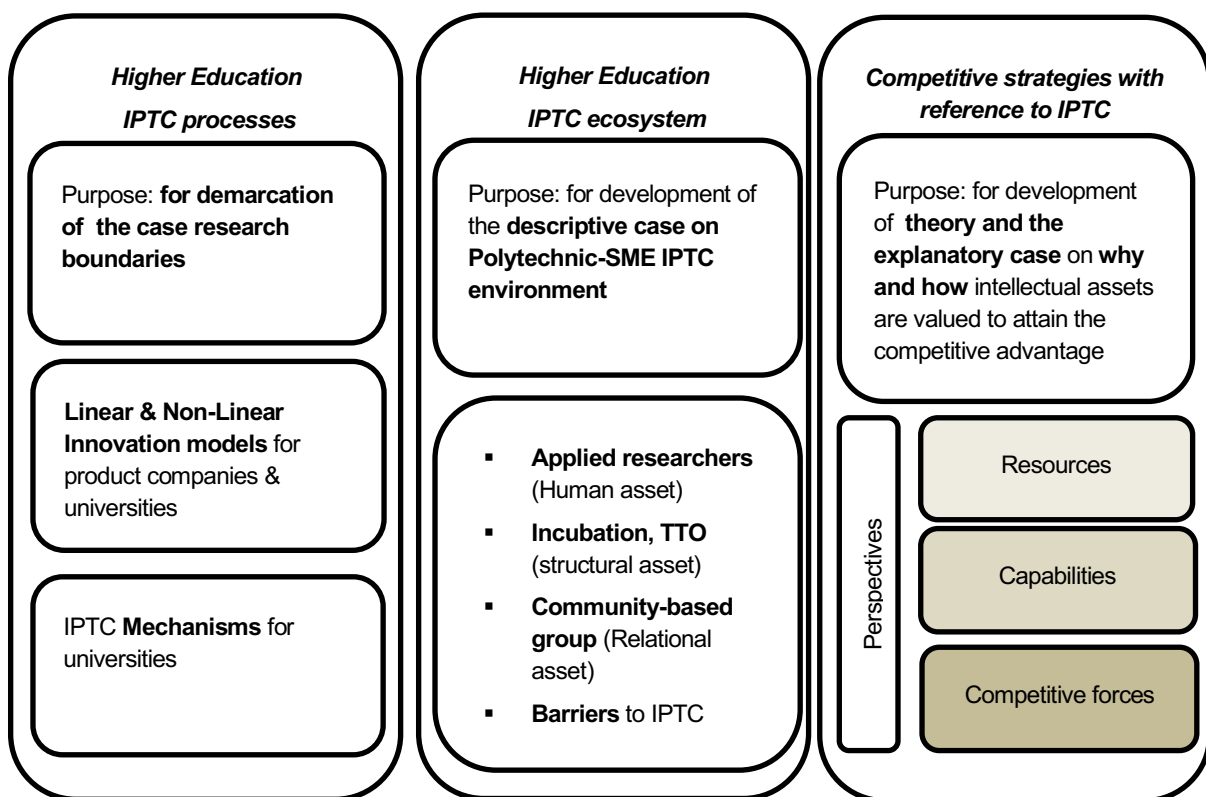 Higher Education
IPTC processes
Purpose: for demarcation
of the case research
boundaries
Linear & Non-Linear
Innovation models for
product companies &
universities
IPTC Mechanisms for
universities
Higher Education
IPTC ecosystem
Purpose: for development of
the descriptive case on
Polytechnic-SME IPTC
environment
▪ Applied researchers
(Human asset)
▪ Incubation, TTO
(structural asset)
▪ Community-based
group (Relational
asset)
▪ Barriers to IPTC
Competitive strategies with
reference to IPTC
Purpose: for development
of theory and the
explanatory case on why
and how intellectual assets
are valued to attain the
competitive advantage
Perspectives
Resources
Capabilities
Competitive forces